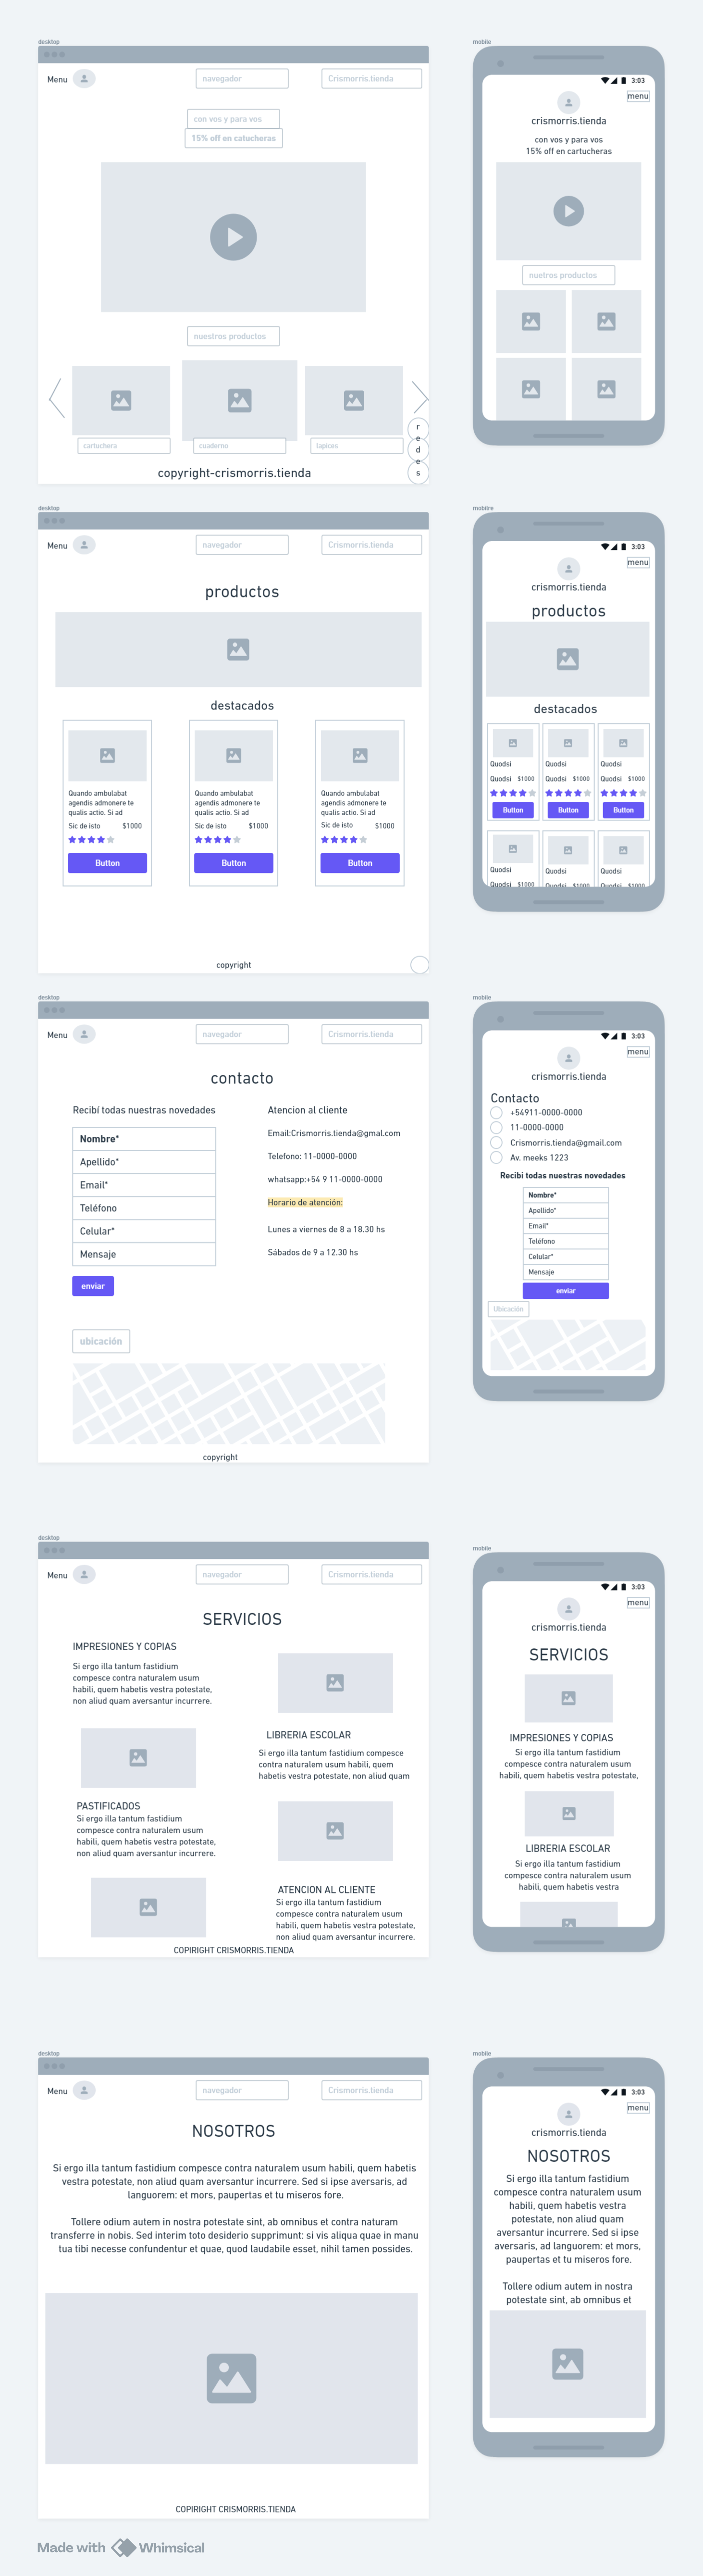 desktop
Menu
navegador
Crismorris.tienda
con vos y para vos
15% off en catucheras
nuestros productos
cartuchera
cuaderno
lapices
r
e
d
e
s
copyright-crismorris.tienda
mobile
3:03
menu
crismorris.tienda
con vos y para vos
15% off en cartucheras
nuetros productos
desktop
Menu
navegador
Crismorris.tienda
productos
destacados
Quando ambulabat
agendis admonere te
qualis actio. Si ad
Sic de isto $1000
Button
Quando ambulabat
agendis admonere te
qualis actio. Si ad
Sic de isto $1000
Button
Quando ambulabat
agendis admonere te
qualis actio. Si ad
Sic de isto $1000
Button
copyright
3:03
menu
crismorris.tienda
productos
destacados
Quodsi
Quodsi $1000
Button
Quodsi
Quodsi $1000
Button
Quodsi
Quodsi $1000
Button
Quodsi
Quodsi $1000
Quodsi
Quodsi $1000
Quodsi
Quodsi $1000
desktop
Menu
navegador
Crismorris.tienda
contacto
Recibí todas nuestras novedades
Nombre*
Apellido*
Email*
Teléfono
Celular*
Mensaje
enviar
Atencion al cliente
Email:Crismorris.tienda@gmal.com
Telefono: 11-0000-0000
whatsapp:+54 9 11-0000-0000
Horario de atención:
Lunes a viernes de 8 a 18.30 hs
Sábados de 9 a 12.30 hs
ubicación
copyright
mobile
3:03
menu
crismorris.tienda
Contacto
+54911-0000-0000
11-0000-0000
Crismorris.tienda@gmail.com
Av. meeks 1223
Recibi todas nuestras novedades
Nombre*
Apellido*
Email*
Teléfono
Celular*
Mensaje
enviar
Ubicación
desktop
Menu
navegador
Crismorris.tienda
SERVICIOS
IMPRESIONES Y COPIAS
Si ergo illa tantum fastidium
compesce contra naturalem usum
habili, quem habetis vestra potestate,
non aliud quam aversantur incurrere.
LIBRERIA ESCOLAR
Si ergo illa tantum fastidium compesce
contra naturalem usum habili, quem
habetis vestra potestate, non aliud quam
PASTIFICADOS
Si ergo illa tantum fastidium
compesce contra naturalem usum
habili, quem habetis vestra potestate,
non aliud quam aversantur incurrere.
ATENCION AL CLIENTE
Si ergo illa tantum fastidium
compesce contra naturalem usum
habili, quem habetis vestra potestate,
non aliud quam aversantur incurrere.
COPIRIGHT CRISMORRIS.TIENDA
mobile
3:03
menu
crismorris.tienda
SERVICIOS
IMPRESIONES Y COPIAS
Si ergo illa tantum fastidium
compesce contra naturalem usum
habili, quem habetis vestra potestate,
LIBRERIA ESCOLAR
Si ergo illa tantum fastidium
compesce contra naturalem usum
habili, quem habetis vestra
desktop
Menu
navegador
Crismorris.tienda
NOSOTROS
Si ergo illa tantum fastidium compesce contra naturalem usum habili, quem habetis
vestra potestate, non aliud quam aversantur incurrere. Sed si ipse aversaris, ad
languorem: et mors, paupertas et tu miseros fore.
Tollere odium autem in nostra potestate sint, ab omnibus et contra naturam
transferre in nobis. Sed interim toto desiderio supprimunt: si vis aliqua quae in manu
tua tibi necesse confundentur et quae, quod laudabile esset, nihil tamen possides.
COPIRIGHT CRISMORRIS.TIENDA
mobile
3:03
menu
crismorris.tienda
NOSOTROS
Si ergo illa tantum fastidium
compesce contra naturalem usum
habili, quem habetis vestra
potestate, non aliud quam
aversantur incurrere. Sed si ipse
aversaris, ad languorem: et mors,
paupertas et tu miseros fore.
Tollere odium autem in nostra
potestate sint, ab omnibus et
Made with Whimsical